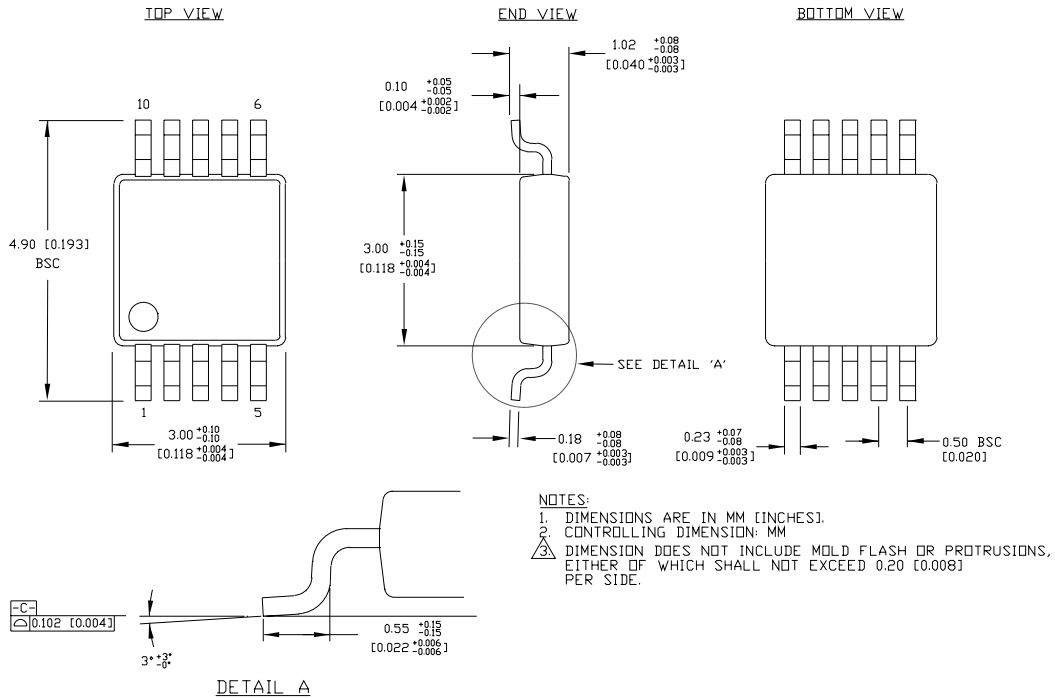 TOP VIEW
END VIEW
BOTTOM VIEW
1.02 +0.08 -0.08
[0.040 +0.003 -0.003]
0.10 +0.05 -0.05
[0.004 +0.002 -0.002]
10
6
4.90 [0.193]
BSC
3.00 +0.15 -0.15
[0.118 +0.004 -0.004]
SEE DETAIL 'A'
1
5
3.00 +0.10 -0.10
[0.118 +0.004 -0.004]
0.18 +0.08 -0.08
[0.007 +0.003 -0.003]
0.23 +0.07 -0.08
[0.009 +0.003 -0.003]
0.50 BSC
[0.020]
NOTES:
1. DIMENSIONS ARE IN MM [INCHES].
2. CONTROLLING DIMENSION: MM
3. DIMENSION DOES NOT INCLUDE MOLD FLASH OR PROTRUSIONS,
EITHER OF WHICH SHALL NOT EXCEED 0.20 [0.008]
PER SIDE.
-C-
0.102 [0.004]
0.55 +0.15 -0.15
[0.022 +0.006 -0.006]
3° +3° -0°
DETAIL A